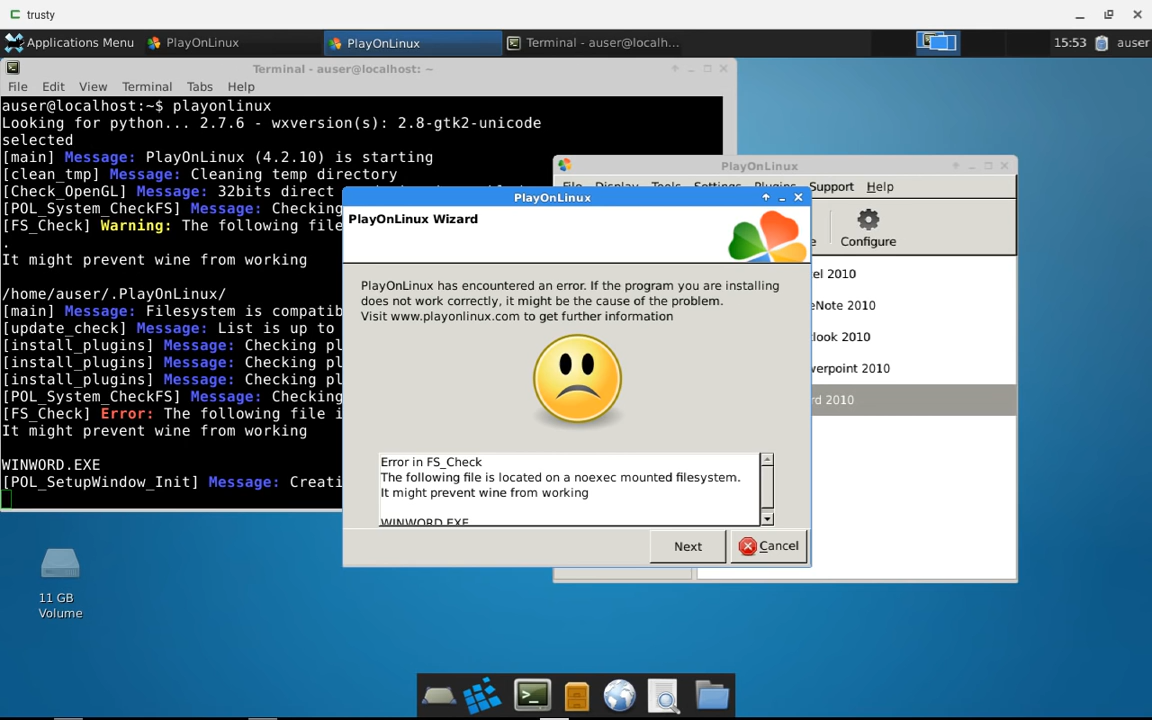 trusty
Applications Menu PlayOnLinux PlayOnLinux Terminal - auser@localh... 15:53 auser
Terminal - auser@localhost: ~
File Edit View Terminal Tabs Help
auser@localhost:~$ playonlinux
Looking for python... 2.7.6 - wxversion(s): 2.8-gtk2-unicode
selected
[main] Message: PlayOnLinux (4.2.10) is starting
[clean_tmp] Message: Cleaning temp directory
[Check_OpenGL] Message: 32bits direct
[POL_System_CheckFS] Message: Checking
[FS_Check] Warning: The following file
.
It might prevent wine from working
/home/auser/.PlayOnLinux/
[main] Message: Filesystem is compatib
[update_check] Message: List is up to
[install_plugins] Message: Checking pl
[install_plugins] Message: Checking pl
[install_plugins] Message: Checking pl
[POL_System_CheckFS] Message: Checking
[FS_Check] Error: The following file i
It might prevent wine from working
WINWORD.EXE
[POL_SetupWindow_Init] Message: Creati
PlayOnLinux
File Display Tools Settings Plugins Support Help
e Configure
el 2010
eNote 2010
look 2010
werpoint 2010
rd 2010
PlayOnLinux
PlayOnLinux Wizard
PlayOnLinux has encountered an error. If the program you are installing
does not work correctly, it might be the cause of the problem.
Visit www.playonlinux.com to get further information
Error in FS_Check
The following file is located on a noexec mounted filesystem.
It might prevent wine from working
WINWORD.EXE
Next Cancel
11 GB
Volume